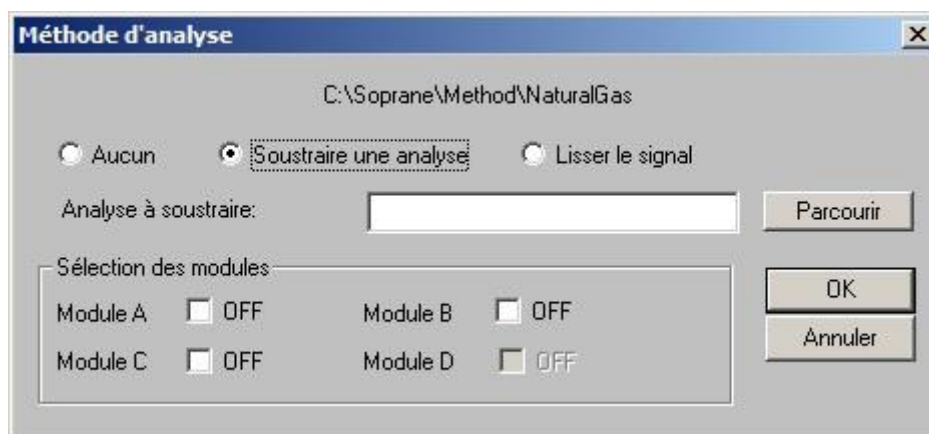 Méthode d'analyse
C:\Soprane\Method\NaturalGas
Aucun Soustraire une analyse Lisser le signal
Analyse à soustraire: Parcourir
Sélection des modules
OK
Module A OFF Module B OFF
Annuler
Module C OFF Module D OFF